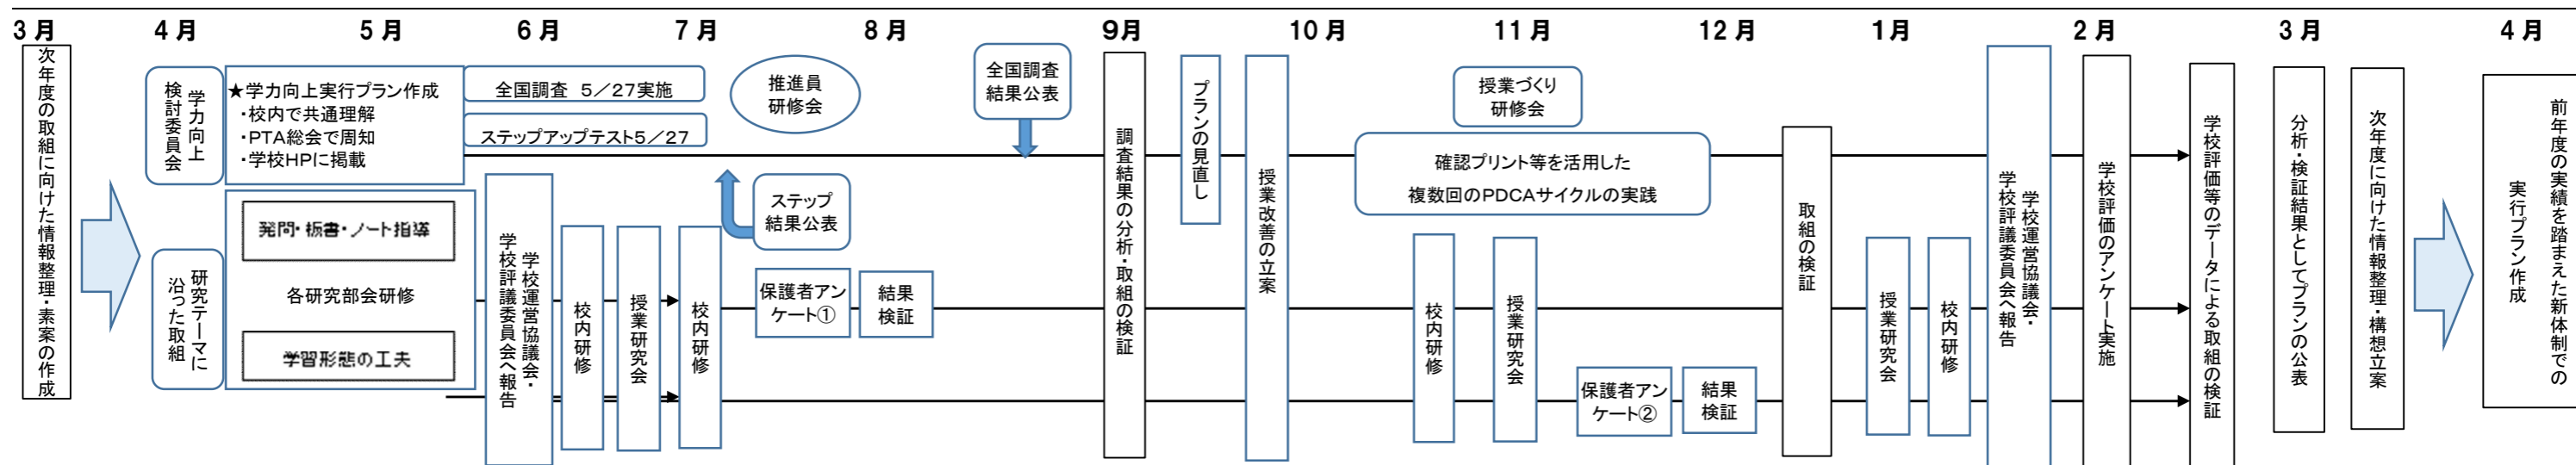 3月
4月
5月
6月
7月
8月
9月
10月
11月
12月
1月
2月
3月
4月
次年度の取組に向けた情報整理・素案の作成
学力向上
検討委員会
★学力向上実行プラン作成
・校内で共通理解
・PTA総会で周知
・学校HPに掲載
研究テーマに
沿った取組
発問・板書・ノート指導
各研究部会研修
学習形態の工夫
全国調査 5/27実施
ステップアップテスト5/27
学校運営協議会・
学校評議委員会へ報告
校内研修
授業研究会
校内研修
推進員
研修会
ステップ
結果公表
保護者アン
ケート①
結果
検証
全国調査
結果公表
調査結果の分析・取組の検証
プランの見直し
授業改善の立案
授業づくり
研修会
確認プリント等を活用した
複数回のPDCAサイクルの実践
校内研修
授業研究会
保護者アン
ケート②
結果
検証
取組の検証
授業研究会
校内研修
学校運営協議会・
学校評議委員会へ報告
学校評価のアンケート実施
学校評価等のデータによる取組の検証
分析・検証結果としてプランの公表
次年度に向けた情報整理・構想立案
前年度の実績を踏まえた新体制での
実行プラン作成